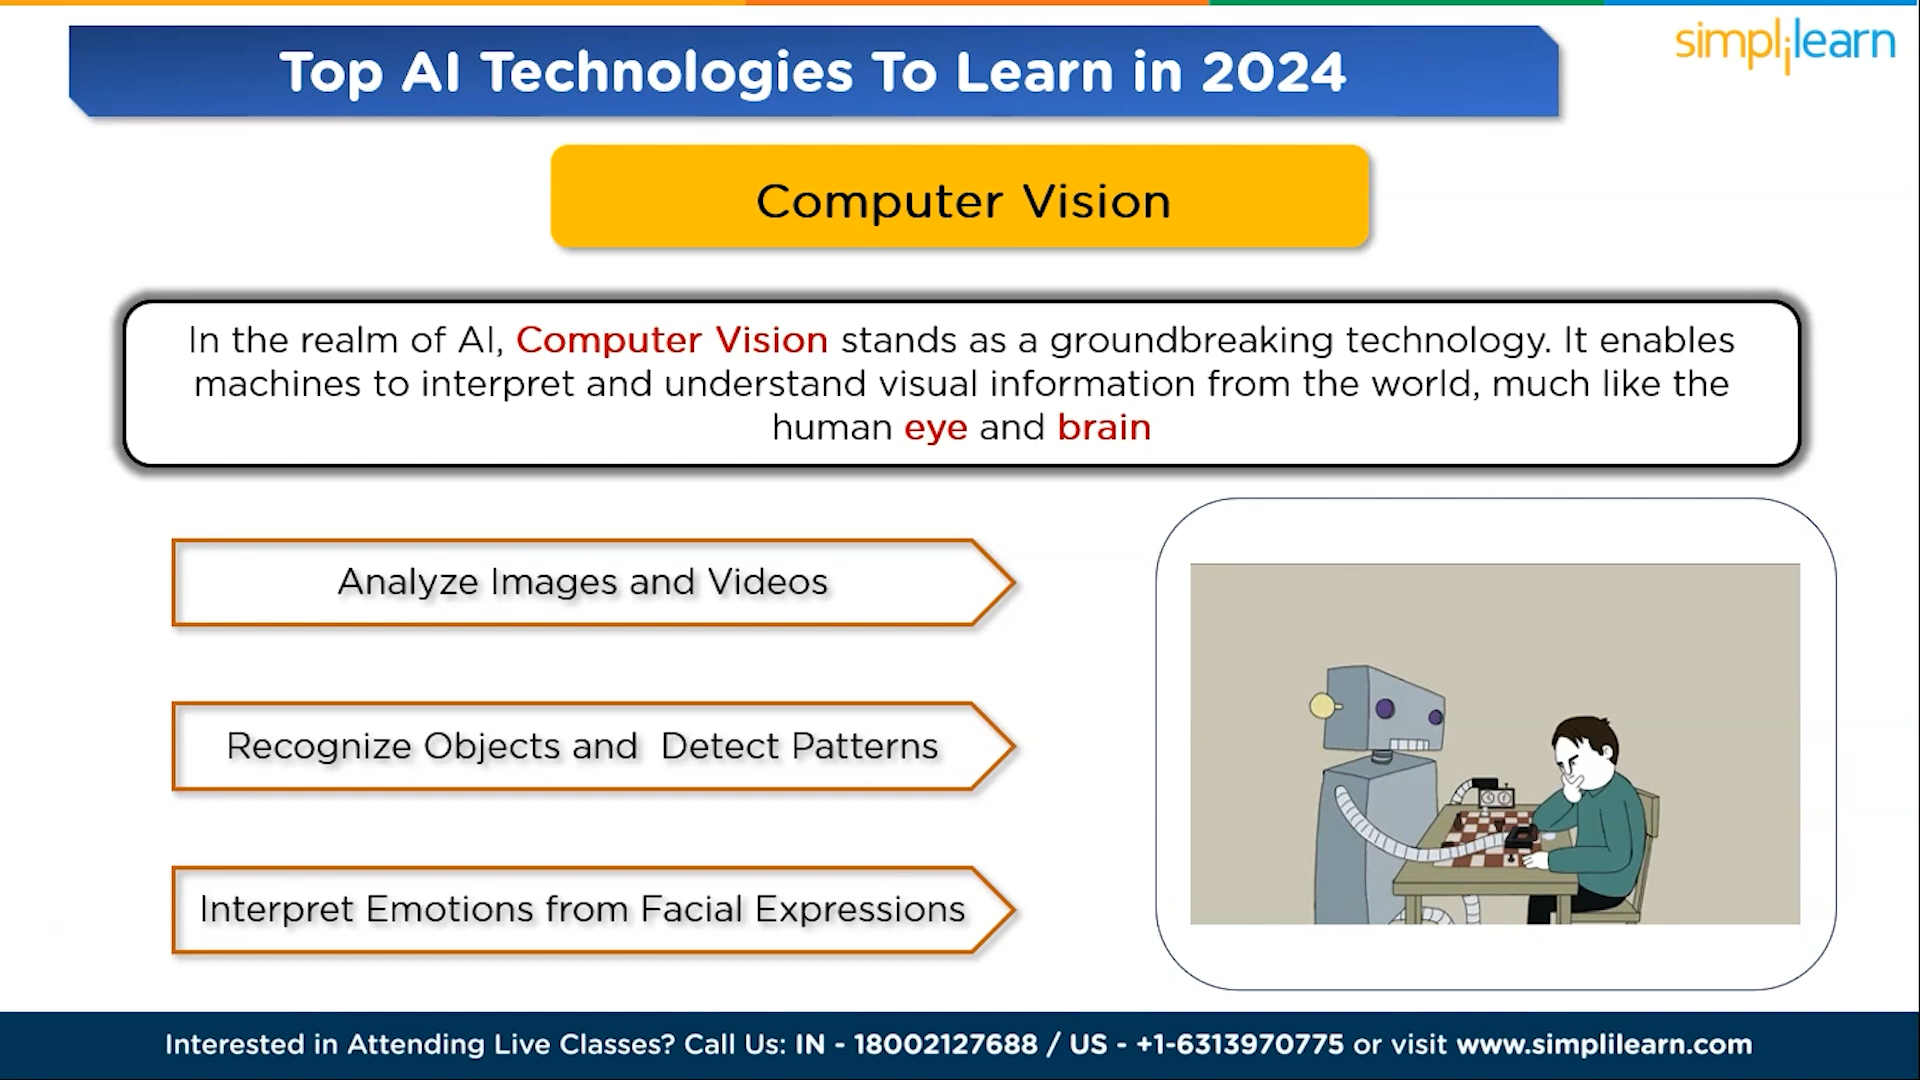 simplilearn
Top AI Technologies To Learn in 2024
Computer Vision
In the realm of AI, Computer Vision stands as a groundbreaking technology. It enables
machines to interpret and understand visual information from the world, much like the
human eye and brain
Analyze Images and Videos
Recognize Objects and Detect Patterns
Interpret Emotions from Facial Expressions
Interested in Attending Live Classes? Call Us: IN - 18002127688 / US - +1-6313970775 or visit www.simplilearn.com